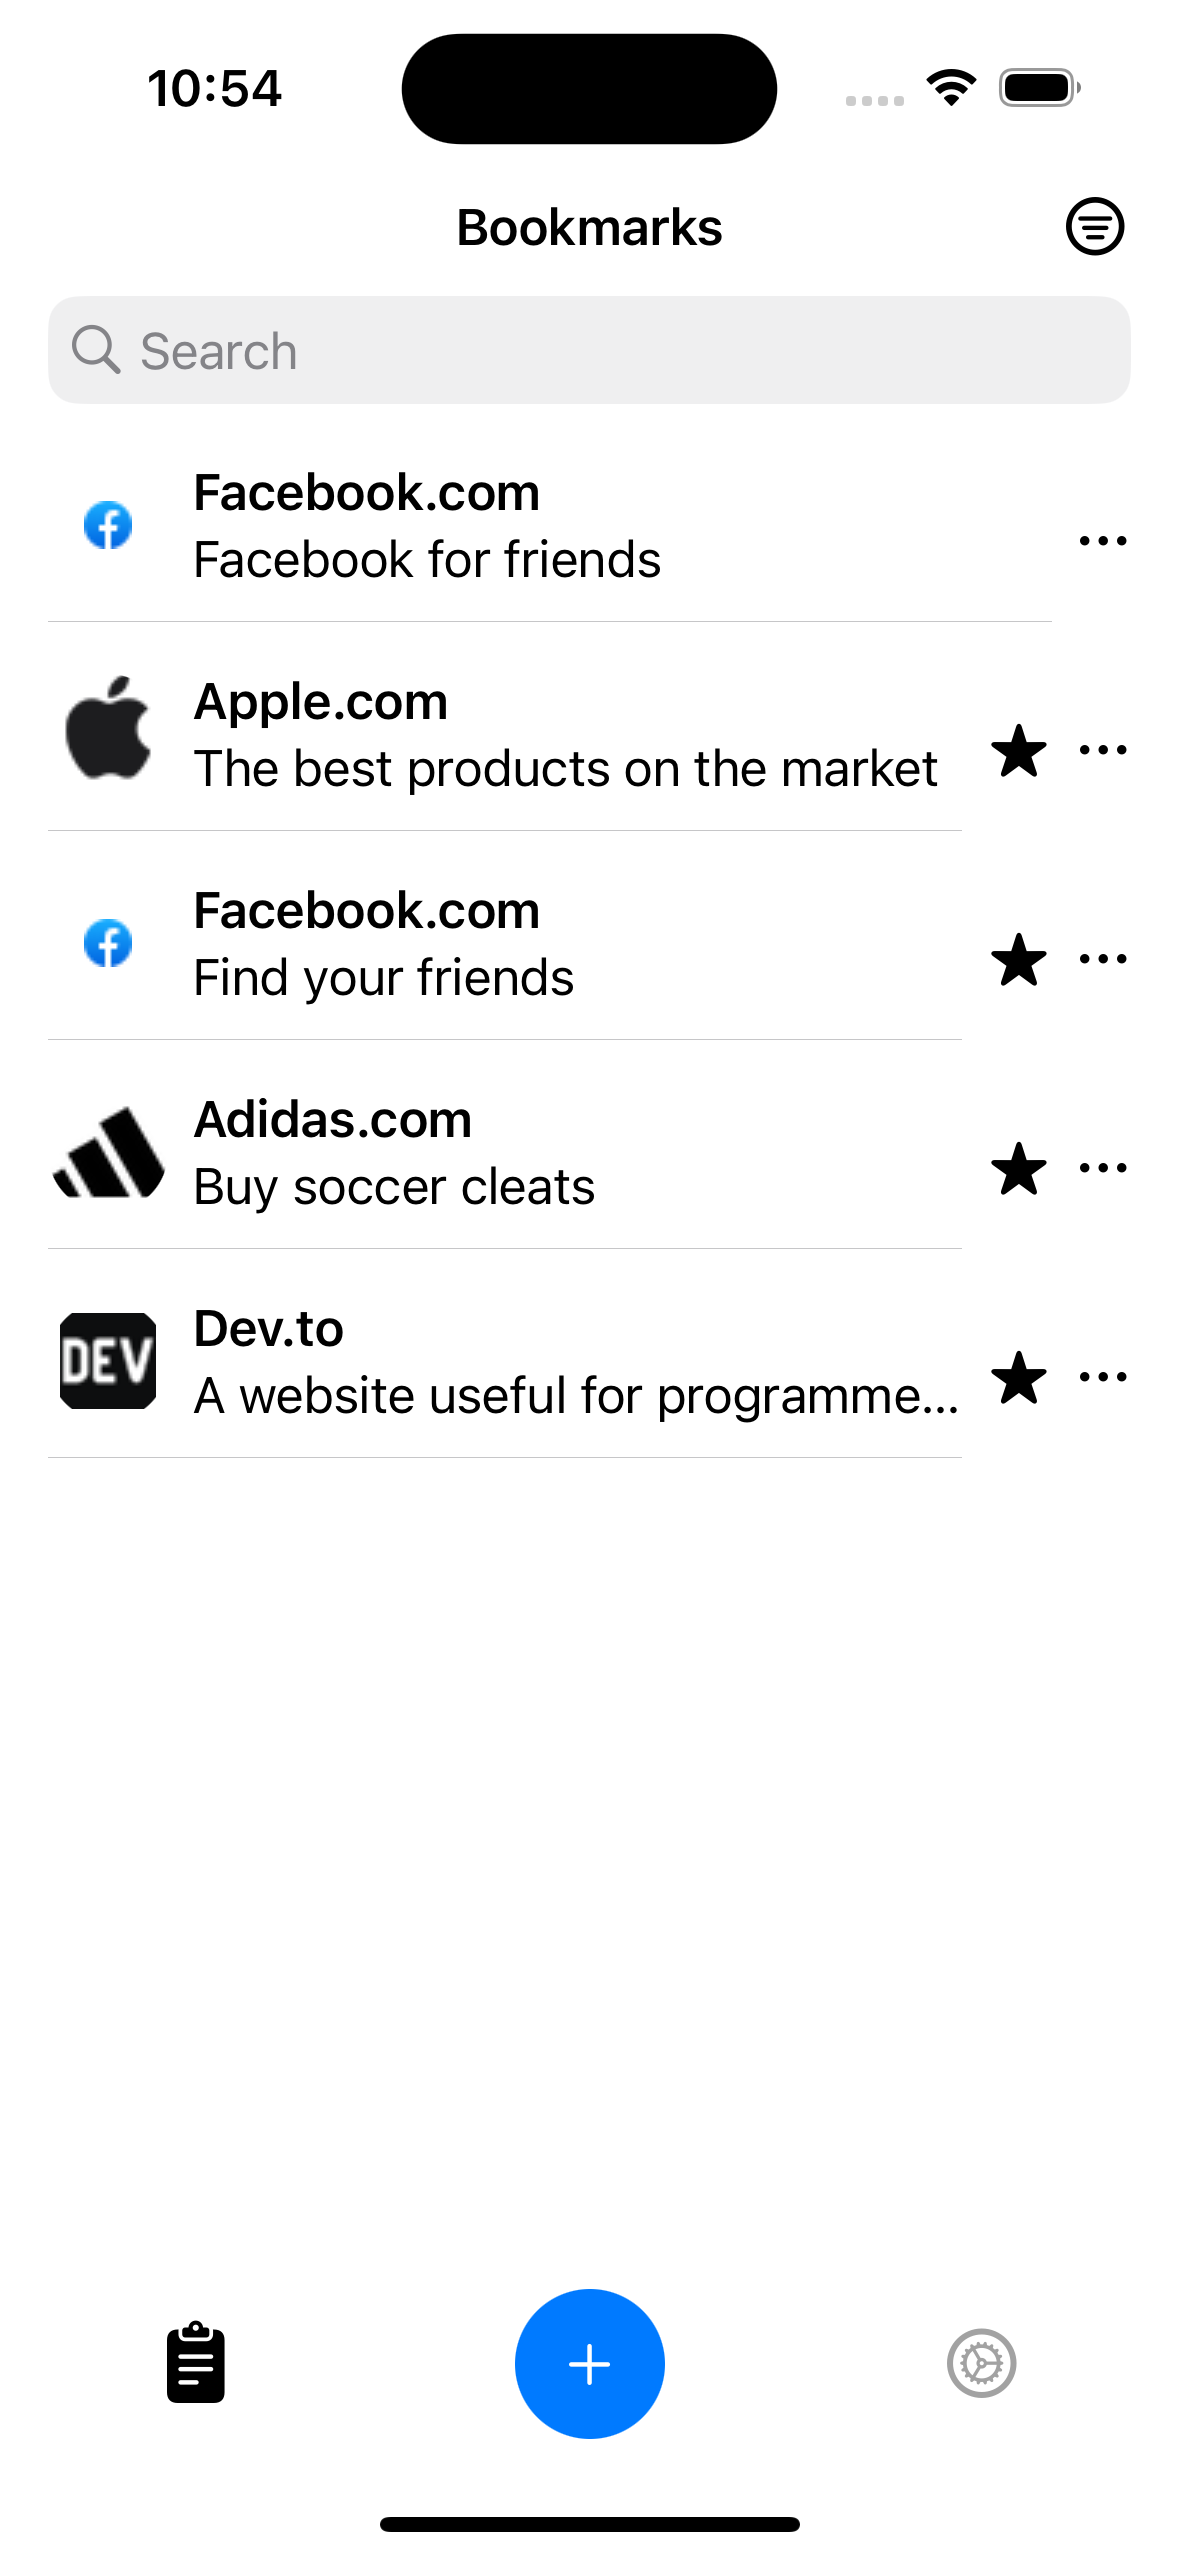 10:54
Bookmarks
Search
Facebook.com
Facebook for friends
Apple.com
The best products on the market
Facebook.com
Find your friends
Adidas.com
Buy soccer cleats
DEV
Dev.to
A website useful for programme...